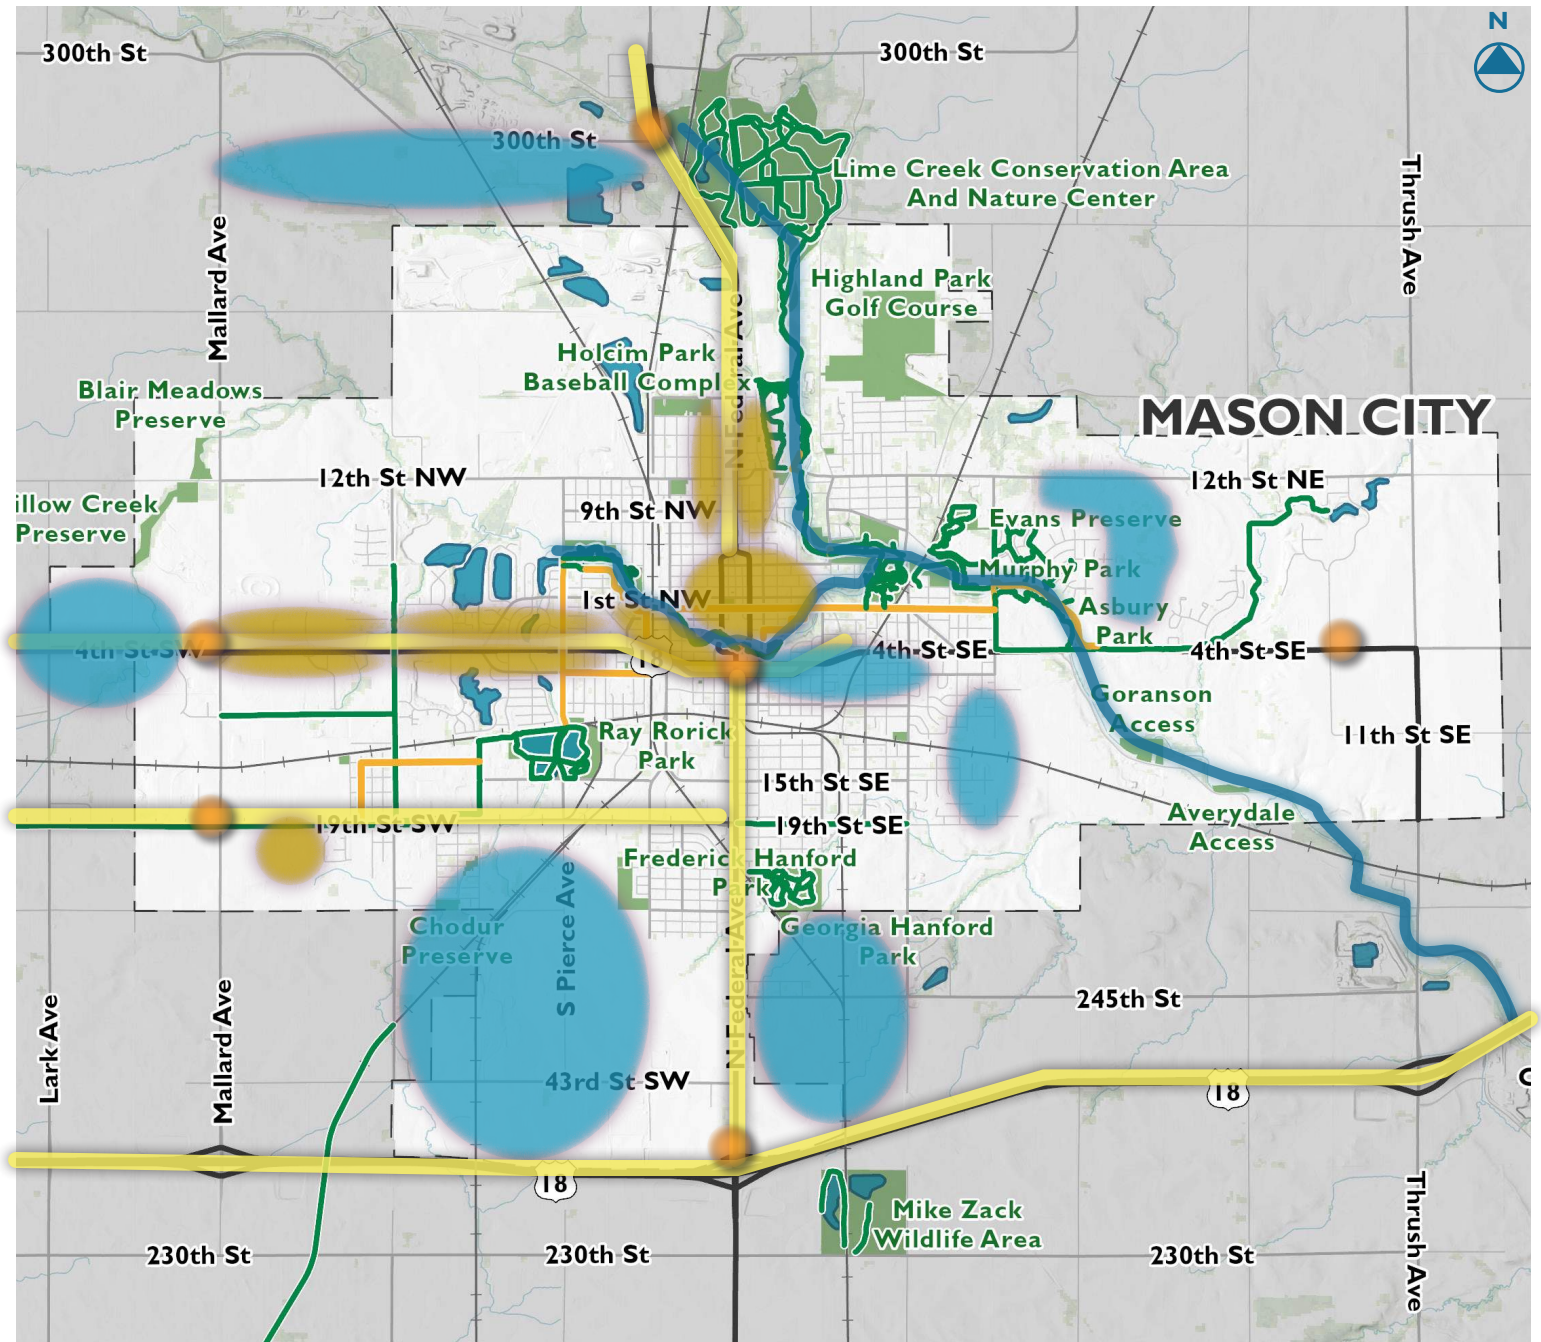 N
300th St
300th St
300th St
Lime Creek Conservation Area
And Nature Center
Thrush Ave
Mallard Ave
Highland Park
Golf Course
N Federal Ave
Holcim Park
Baseball Complex
Blair Meadows
Preserve
MASON CITY
12th St NW
12th St NE
illow Creek
Preserve
9th St NW
Evans Preserve
Murphy Park
1st St NW
Asbury
Park
4th St SW
18
4th St SE
4th St SE
Goranson
Access
Ray Rorick
Park
11th St SE
15th St SE
Averydale
Access
19th St SW
19th St SE
Frederick Hanford
Park
S Pierce Ave
N Federal Ave
Chodur
Preserve
Georgia Hanford
Park
245th St
Lark Ave
Mallard Ave
43rd St SW
18
18
Mike Zack
Wildlife Area
Thrush Ave
230th St
230th St
230th St